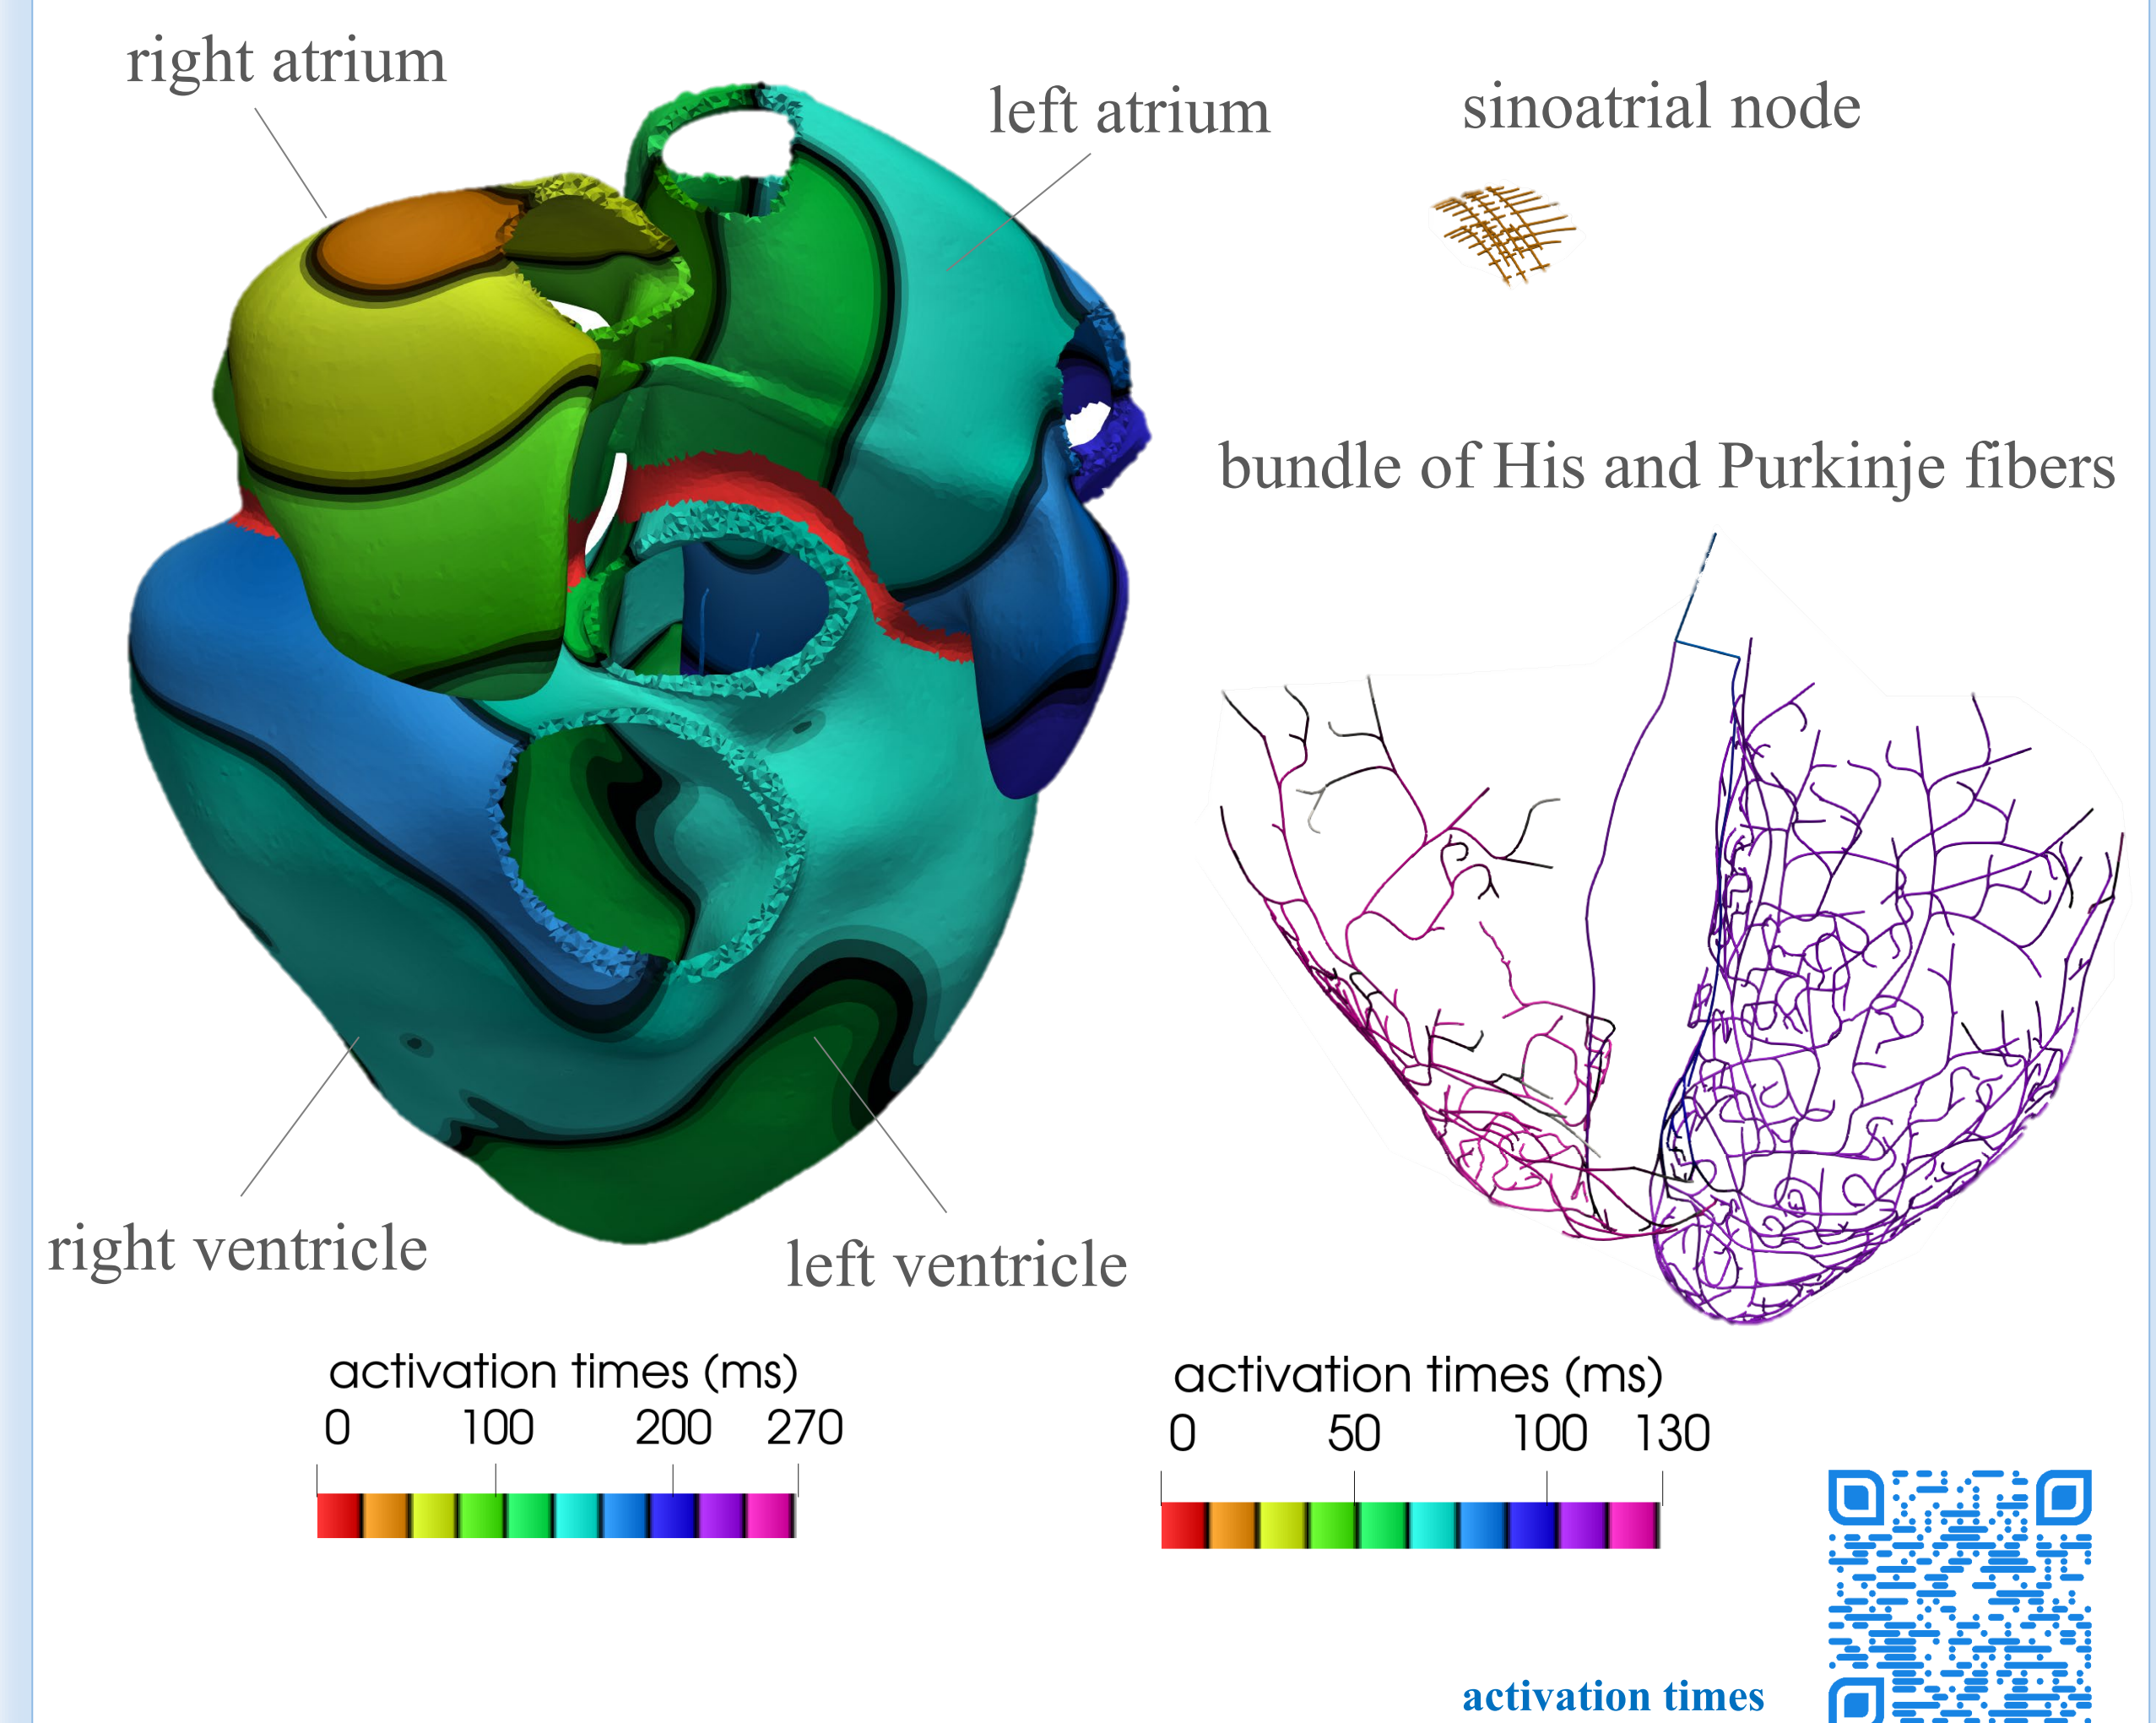 right atrium
left atrium
sinoatrial node
bundle of His and Purkinje fibers
right ventricle
left ventricle
activation times (ms)
0 100 200 270
activation times (ms)
0 50 100 130
activation times